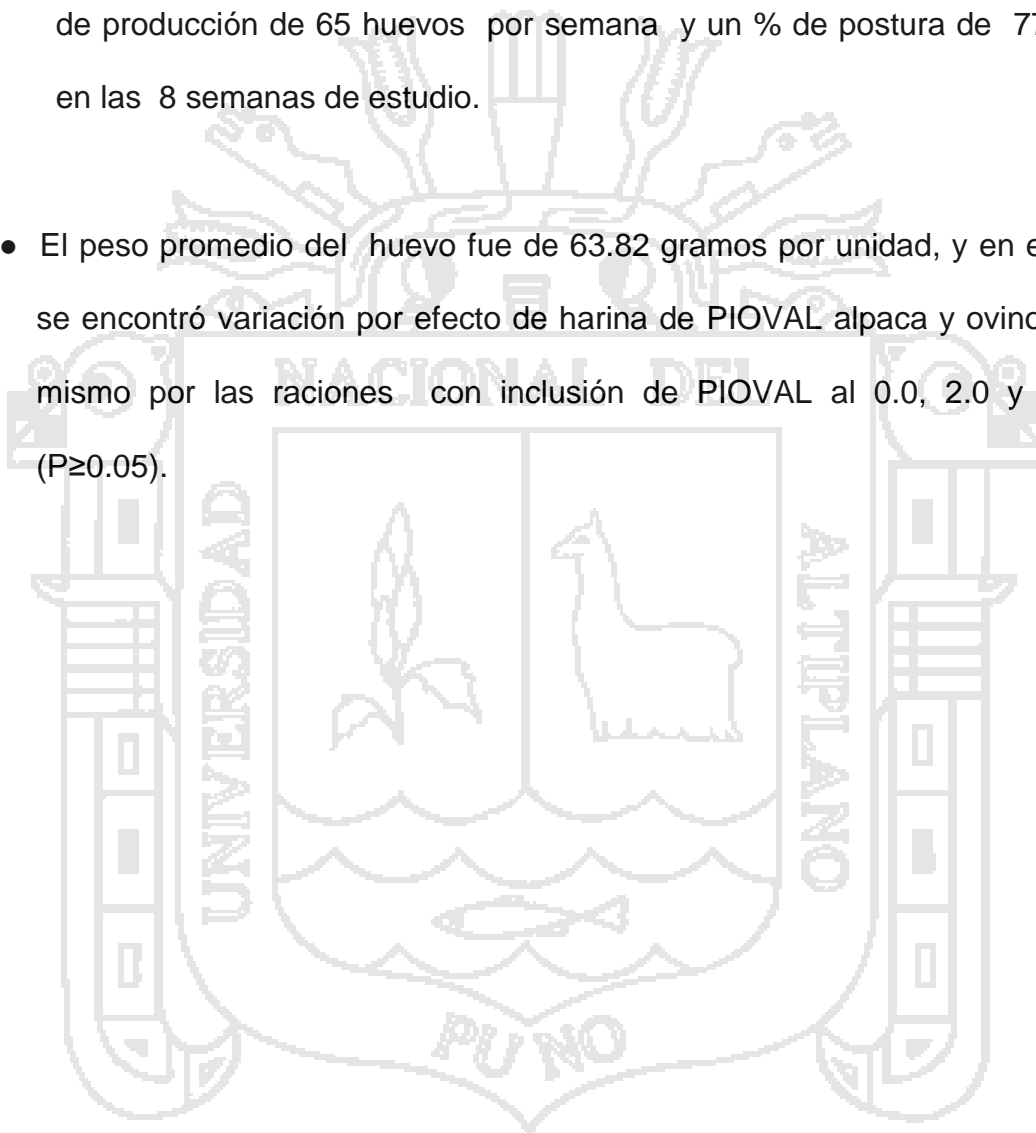 de producción de 65 huevos por semana y un % de postura de
en las 8 semanas de estudio.
● El peso promedio del huevo fue de 63.82 gramos por unidad, y en
se encontró variación por efecto de harina de PIOVAL alpaca y
mismo por las raciones con inclusión de PIOVAL al 0.0, 2.0 y
(P≥0.05).
NACIONAL DEL
UNIVERSIDAD
ALTIPLANO
PUNO